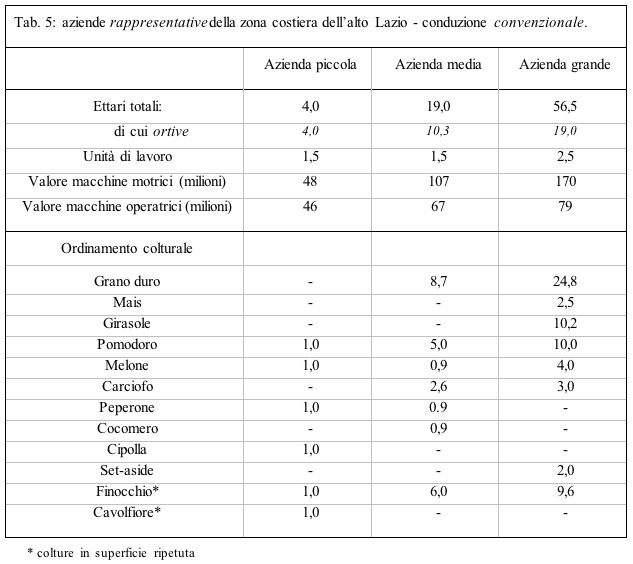 Tab. 5: aziende rappresentative della zona costiera dell'alto Lazio - conduzione convenzionale.
Azienda piccola Azienda media Azienda grande
Ettari totali: 4,0 19,0 56,5
di cui ortive 4,0 10,3 19,0
Unità di lavoro 1,5 1,5 2,5
Valore macchine motrici (milioni) 48 107 170
Valore macchine operatrici (milioni) 46 67 79
Ordinamento colturale
Grano duro - 8,7 24,8
Mais - - 2,5
Girasole - - 10,2
Pomodoro 1,0 5,0 10,0
Melone 1,0 0,9 4,0
Carciofo - 2,6 3,0
Peperone 1,0 0.9 -
Cocomero - 0,9 -
Cipolla 1,0 - -
Set-aside - - 2,0
Finocchio* 1,0 6,0 9,6
Cavolfiore* 1,0 - -
* colture in superficie ripetuta